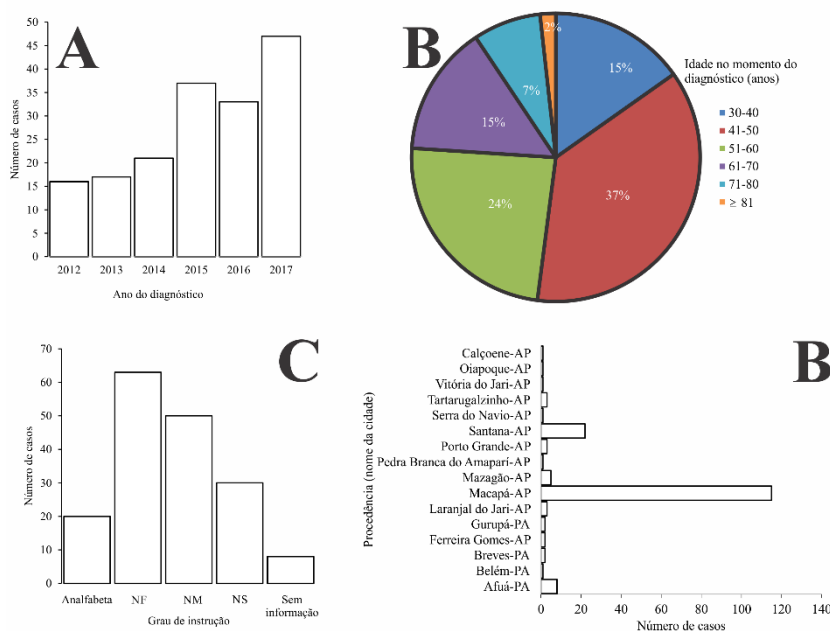 A
Número de casos
50
45
40
35
30
25
20
15
10
5
0
2012 2013 2014 2015 2016 2017
Ano do diagnóstico
B
2%
15%
7%
15%
24%
37%
Idade no momento do
diagnóstico (anos)
30-40
41-50
51-60
61-70
71-80
≥ 81
C
Número de casos
70
60
50
40
30
20
10
0
Analfabeta NF NM NS Sem
informação
Grau de instrução
B
Procedência (nome da cidade)
Calçoene-AP
Oiapoque-AP
Vitória do Jari-AP
Tartarugalzinho-AP
Serra do Navio-AP
Santana-AP
Porto Grande-AP
Pedra Branca do Amaparí-AP
Mazagão-AP
Macapá-AP
Laranjal do Jari-AP
Gurupá-PA
Ferreira Gomes-AP
Breves-PA
Belém-PA
Afuá-PA
0 20 40 60 80 100 120 140
Número de casos